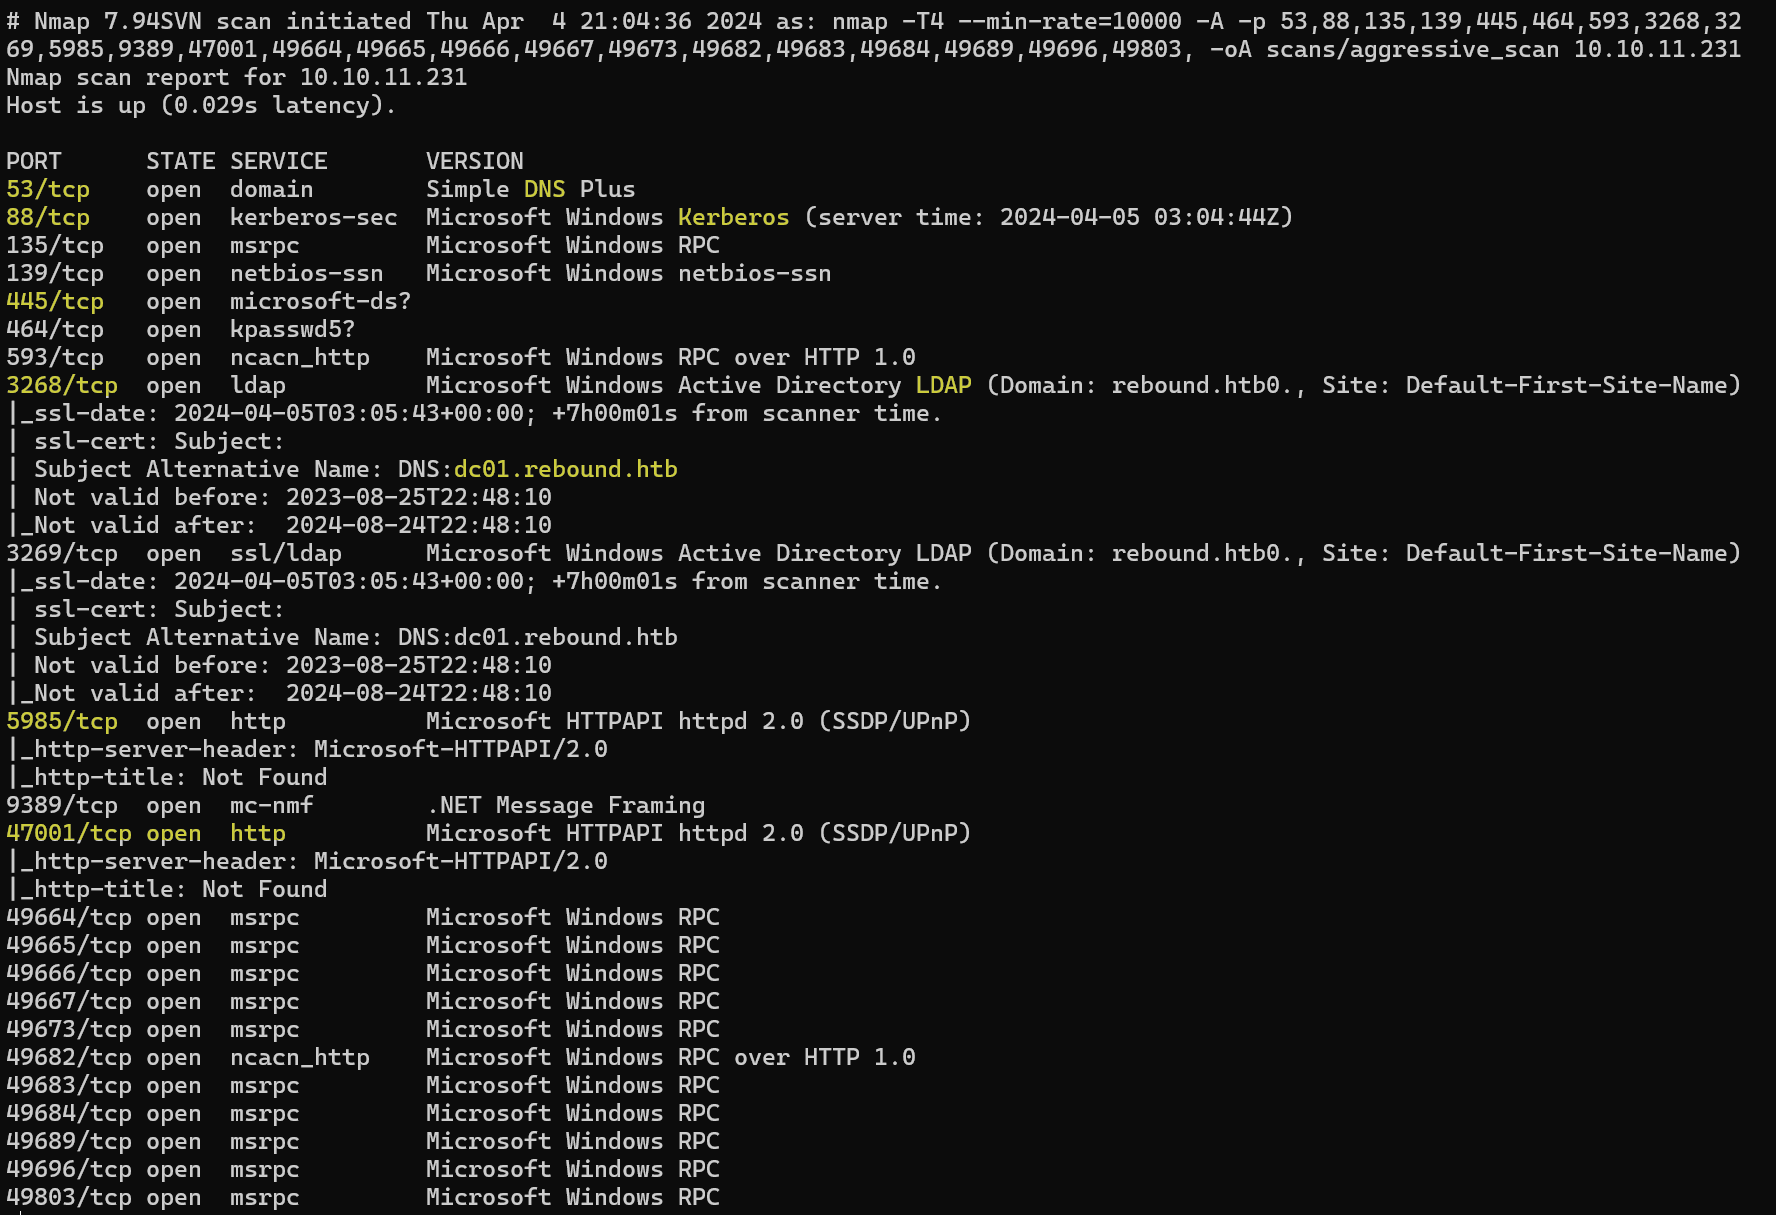 # Nmap 7.94SVN scan initiated Thu Apr  4 21:04:36 2024 as: nmap -T4 --min-rate=10000 -A -p 53,88,135,139,445,464,593,3268,32
69,5985,9389,47001,49664,49665,49666,49667,49673,49682,49683,49684,49689,49696,49803, -oA scans/aggressive_scan 10.10.11.231
Nmap scan report for 10.10.11.231
Host is up (0.029s latency).

PORT      STATE SERVICE       VERSION
53/tcp    open  domain        Simple DNS Plus
88/tcp    open  kerberos-sec  Microsoft Windows Kerberos (server time: 2024-04-05 03:04:44Z)
135/tcp   open  msrpc         Microsoft Windows RPC
139/tcp   open  netbios-ssn   Microsoft Windows netbios-ssn
445/tcp   open  microsoft-ds?
464/tcp   open  kpasswd5?
593/tcp   open  ncacn_http    Microsoft Windows RPC over HTTP 1.0
3268/tcp  open  ldap          Microsoft Windows Active Directory LDAP (Domain: rebound.htb0., Site: Default-First-Site-Name)
|_ssl-date: 2024-04-05T03:05:43+00:00; +7h00m01s from scanner time.
| ssl-cert: Subject:
| Subject Alternative Name: DNS:dc01.rebound.htb
| Not valid before: 2023-08-25T22:48:10
|_Not valid after:  2024-08-24T22:48:10
3269/tcp  open  ssl/ldap      Microsoft Windows Active Directory LDAP (Domain: rebound.htb0., Site: Default-First-Site-Name)
|_ssl-date: 2024-04-05T03:05:43+00:00; +7h00m01s from scanner time.
| ssl-cert: Subject:
| Subject Alternative Name: DNS:dc01.rebound.htb
| Not valid before: 2023-08-25T22:48:10
|_Not valid after:  2024-08-24T22:48:10
5985/tcp  open  http          Microsoft HTTPAPI httpd 2.0 (SSDP/UPnP)
|_http-server-header: Microsoft-HTTPAPI/2.0
|_http-title: Not Found
9389/tcp  open  mc-nmf        .NET Message Framing
47001/tcp open  http          Microsoft HTTPAPI httpd 2.0 (SSDP/UPnP)
|_http-server-header: Microsoft-HTTPAPI/2.0
|_http-title: Not Found
49664/tcp open  msrpc         Microsoft Windows RPC
49665/tcp open  msrpc         Microsoft Windows RPC
49666/tcp open  msrpc         Microsoft Windows RPC
49667/tcp open  msrpc         Microsoft Windows RPC
49673/tcp open  msrpc         Microsoft Windows RPC
49682/tcp open  ncacn_http    Microsoft Windows RPC over HTTP 1.0
49683/tcp open  msrpc         Microsoft Windows RPC
49684/tcp open  msrpc         Microsoft Windows RPC
49689/tcp open  msrpc         Microsoft Windows RPC
49696/tcp open  msrpc         Microsoft Windows RPC
49803/tcp open  msrpc         Microsoft Windows RPC